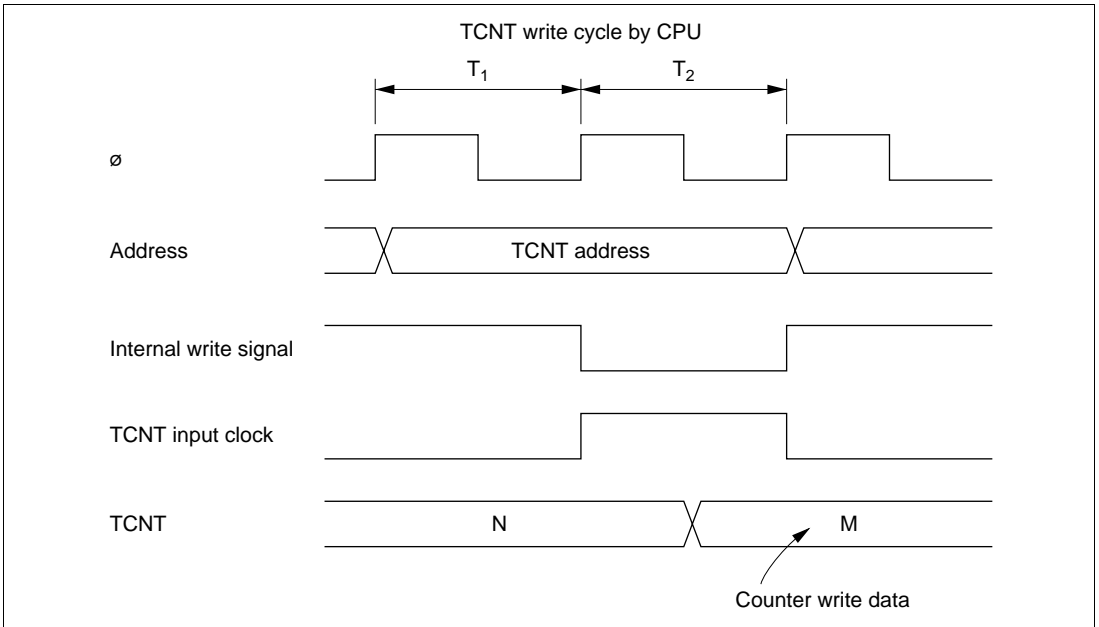 TCNT write cycle by CPU
T1 T2
ø
Address TCNT address
Internal write signal
TCNT input clock
TCNT N M
Counter write data